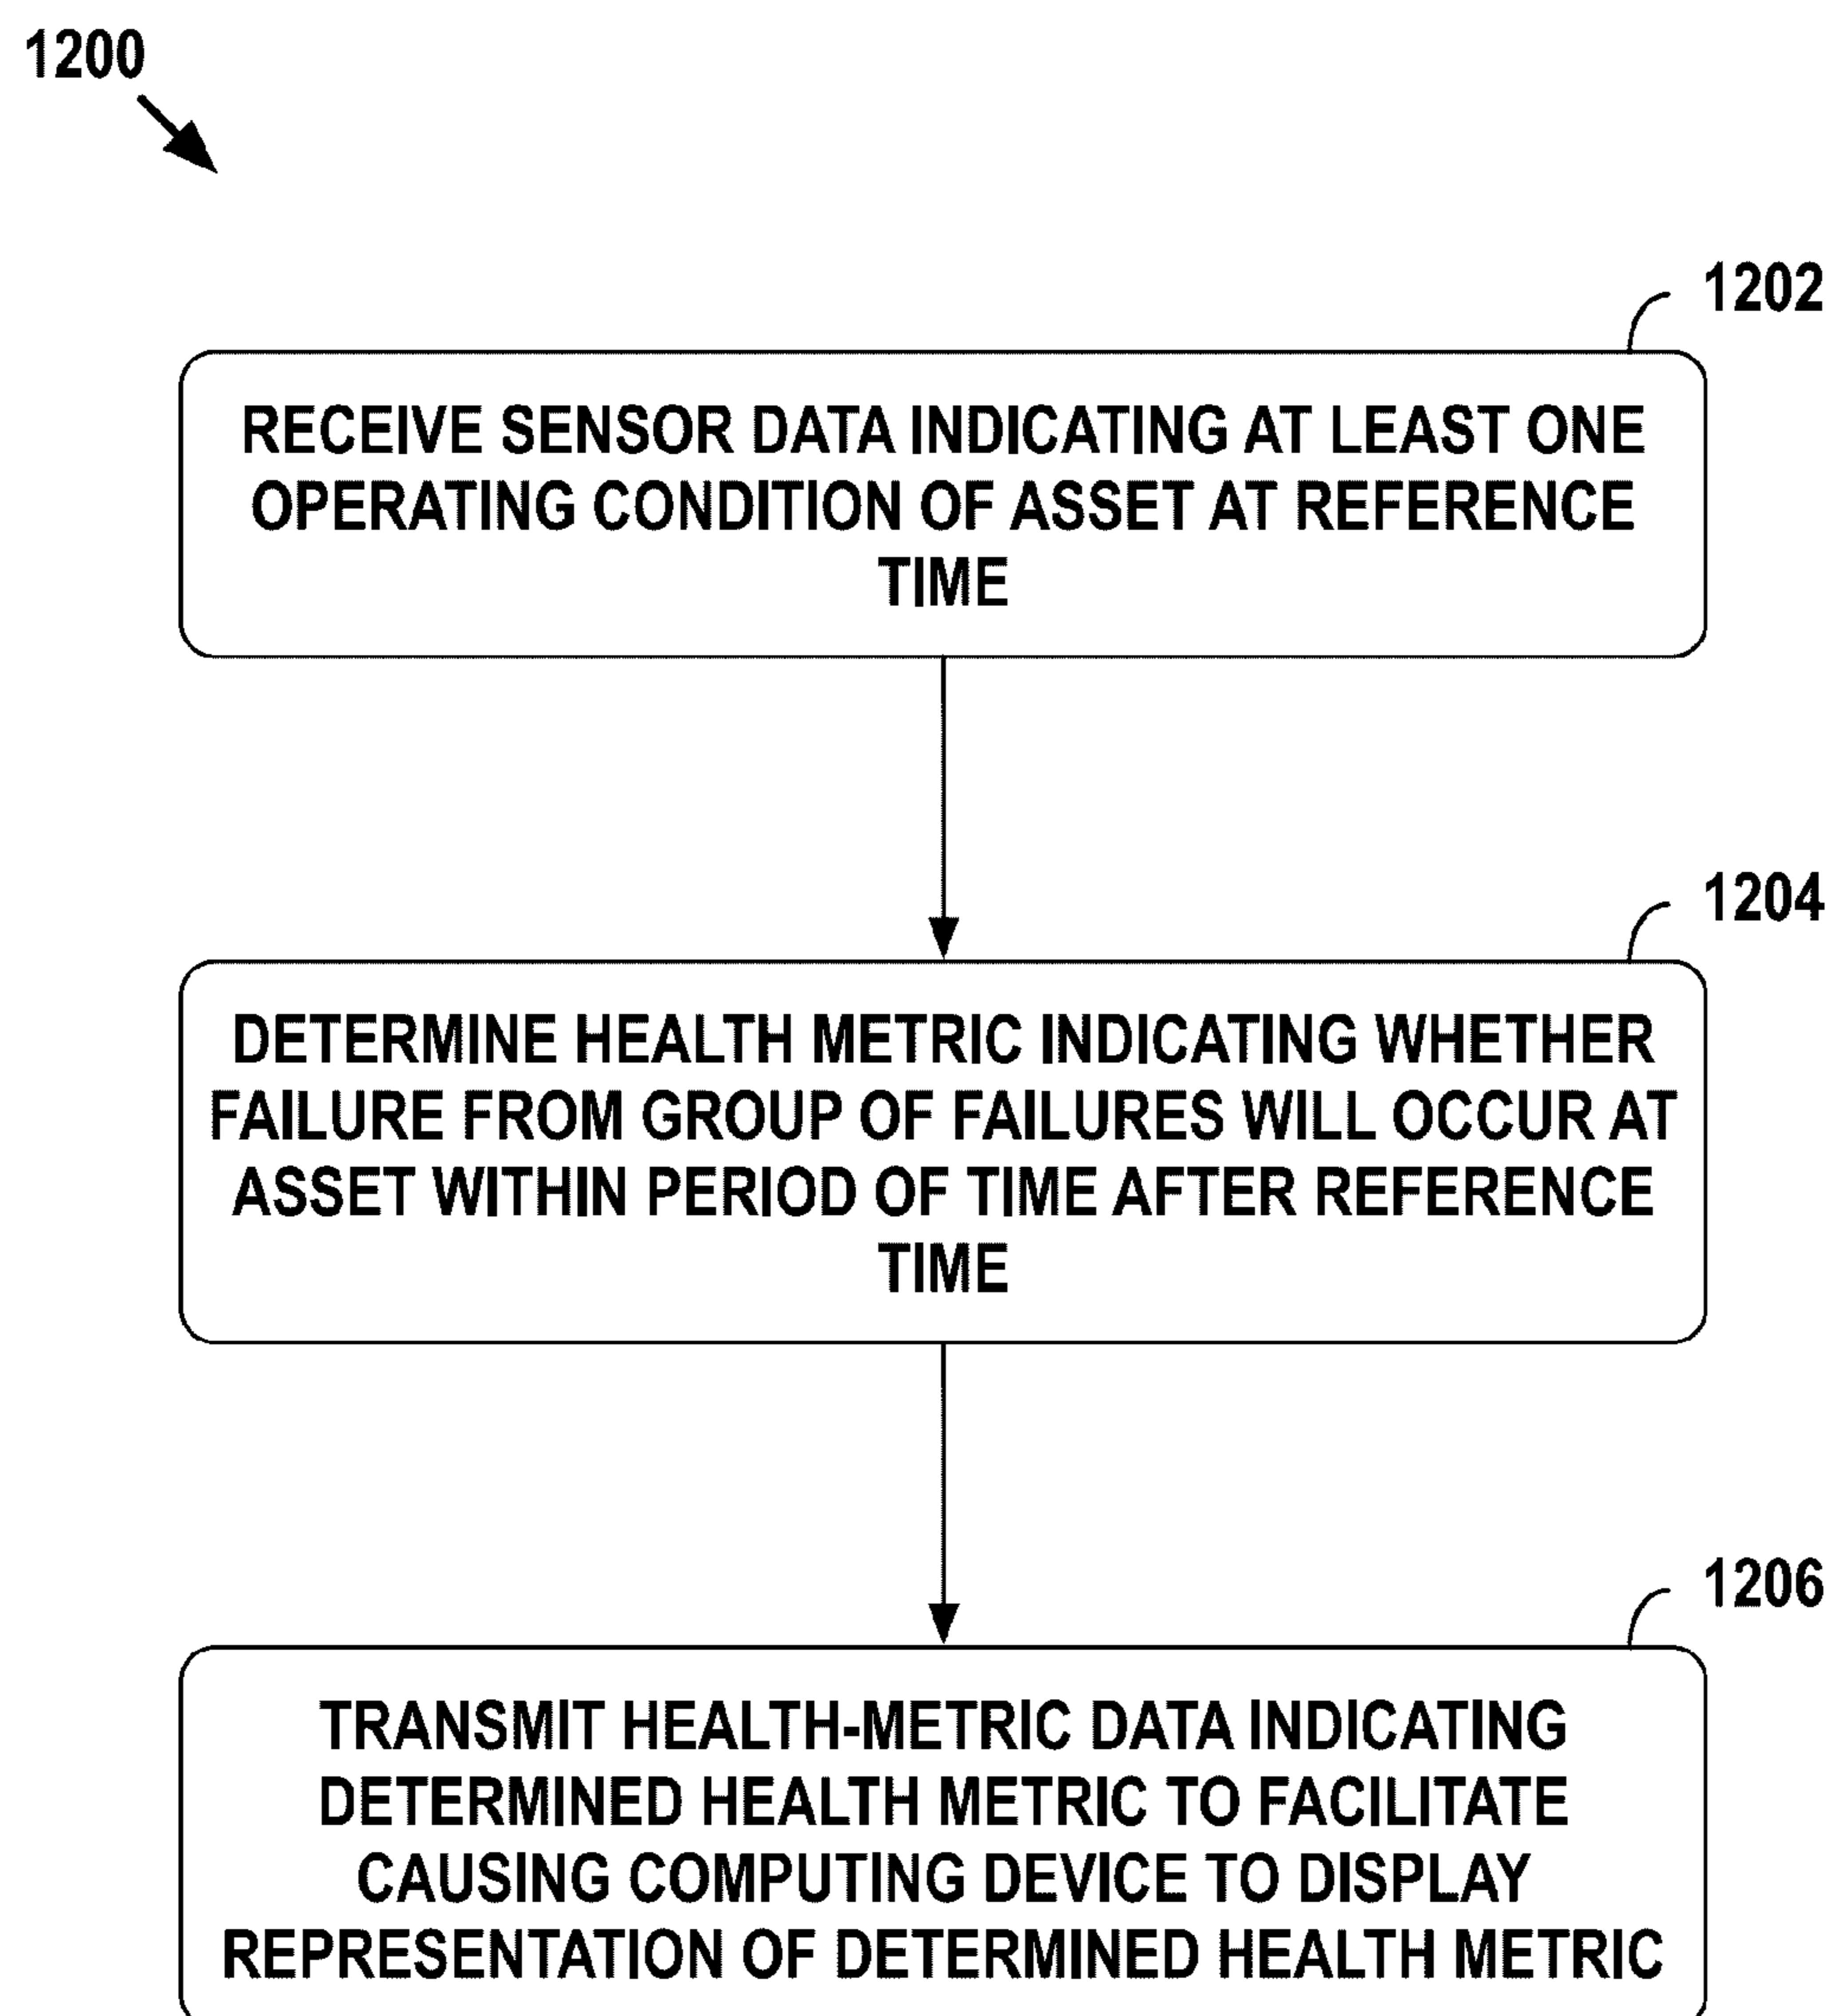 1200
1202
RECEIVE SENSOR DATA INDICATING AT LEAST ONE
OPERATING CONDITION OF ASSET AT REFERENCE
TIME
1204
DETERMINE HEALTH METRIC INDICATING WHETHER
FAILURE FROM GROUP OF FAILURES WILL OCCUR AT
ASSET WITHIN PERIOD OF TIME AFTER REFERENCE
TIME
1206
TRANSMIT HEALTH-METRIC DATA INDICATING
DETERMINED HEALTH METRIC TO FACILITATE
CAUSING COMPUTING DEVICE TO DISPLAY
REPRESENTATION OF DETERMINED HEALTH METRIC